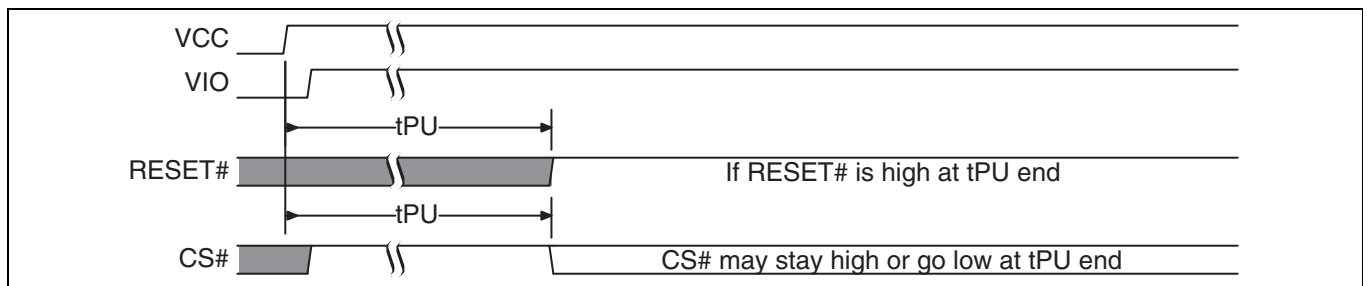 VCC
VIO
tPU
RESET# If RESET# is high at tPU end
tPU
CS# CS# may stay high or go low at tPU end